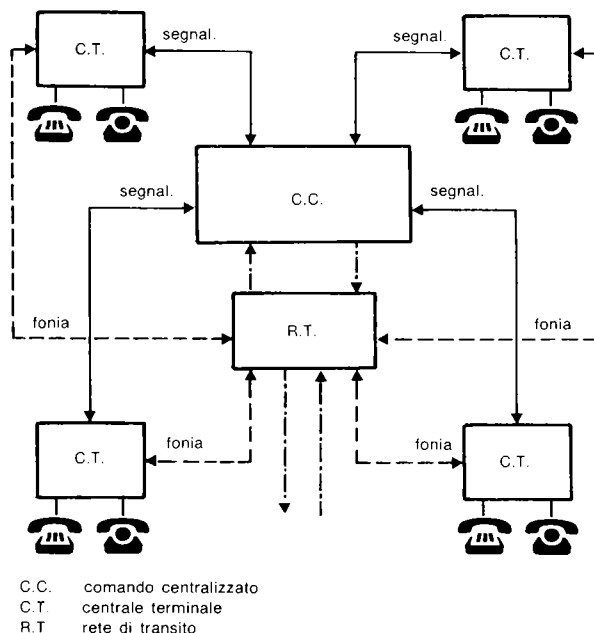 C.T.
segnal.
segnal.
C.T.
segnal.
C.C.
segnal.
fonia
R.T.
fonia
C.T.
fonia
fonia
C.T.
C.C. comando centralizzato
C.T. centrale terminale
R.T rete di transito